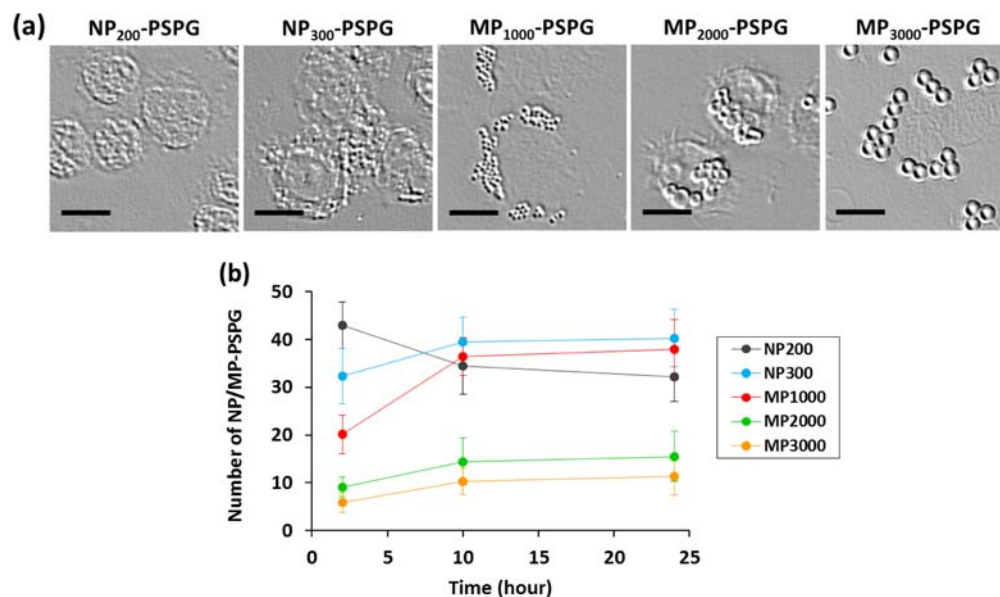 (a)
NP₂₀₀-PSPG NP₃₀₀-PSPG MP₁₀₀₀-PSPG MP₂₀₀₀-PSPG MP₃₀₀₀-PSPG
(b)
Number of NP/MP-PSPG
50
40
30
20
10
0
0 5 10 15 20 25
Time (hour)
NP200
NP300
MP1000
MP2000
MP3000